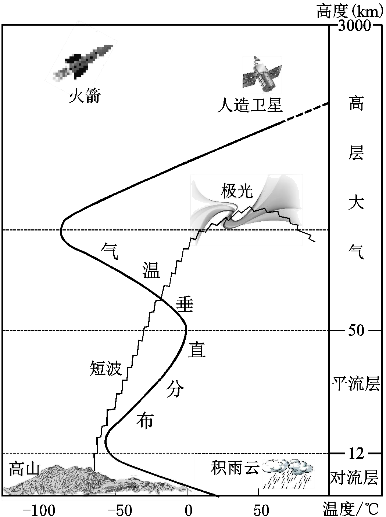 高度(km)
3000
火箭
人造卫星
高层大气
极光
气温垂直分布
50
短波
平流层
12
高山
积雨云
对流层
-100 -50 0 50 温度/℃